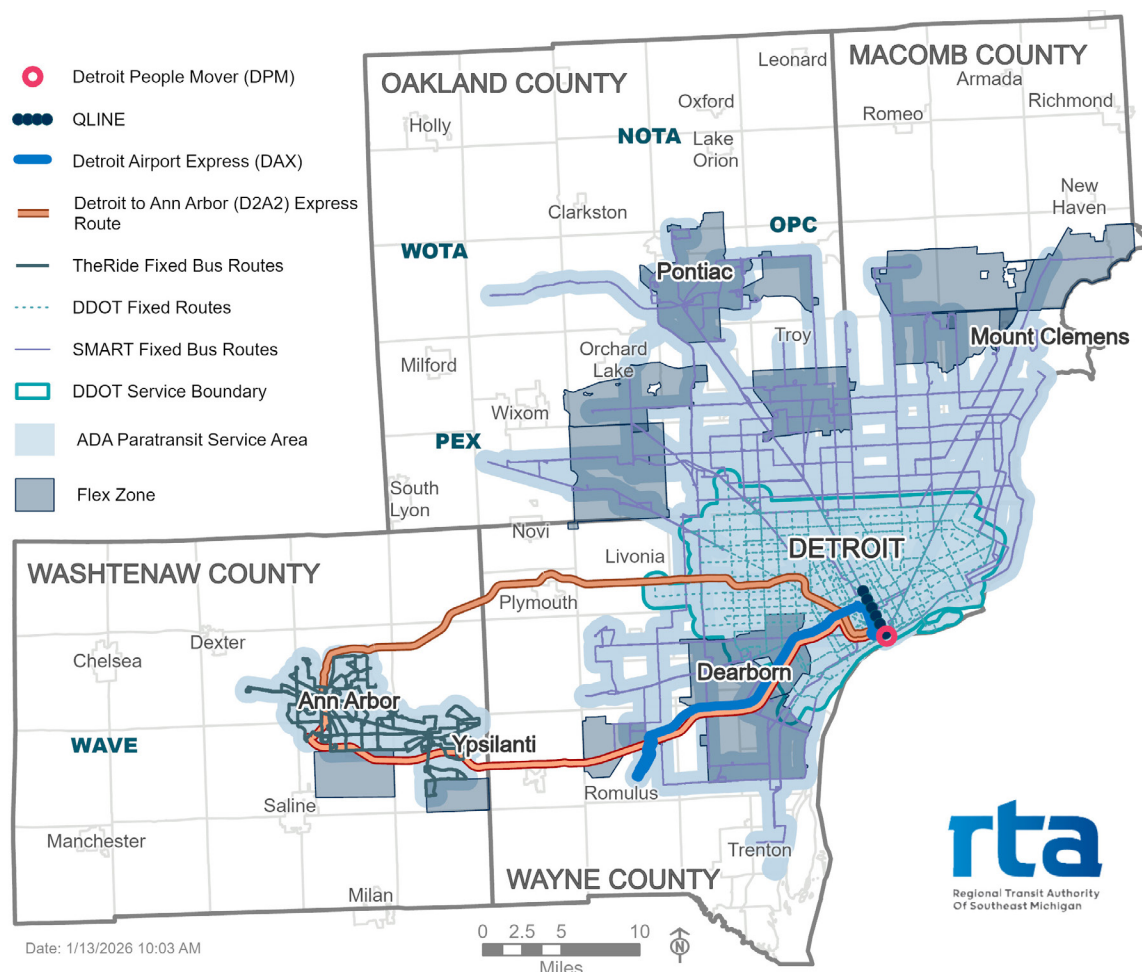 Detroit People Mover (DPM)
QLINE
Detroit Airport Express (DAX)
Detroit to Ann Arbor (D2A2) Express
Route
TheRide Fixed Bus Routes
DDOT Fixed Routes
SMART Fixed Bus Routes
DDOT Service Boundary
ADA Paratransit Service Area
Flex Zone
OAKLAND COUNTY
MACOMB COUNTY
Leonard
Armada
Richmond
Holly
Oxford
Romeo
NOTA
Lake
Orion
New
Haven
Clarkston
OPC
WOTA
Pontiac
Mount Clemens
Troy
Orchard
Lake
Milford
Wixom
PEX
South
Lyon
Novi
DETROIT
Livonia
WASHTENAW COUNTY
Plymouth
Dexter
Chelsea
Dearborn
Ann Arbor
WAVE
Ypsilanti
Romulus
Saline
Manchester
Trenton
WAYNE COUNTY
Milan
rta
Regional Transit Authority
Of Southeast Michigan
Date: 1/13/2026 10:03 AM
0 2.5 5 10
Miles
N